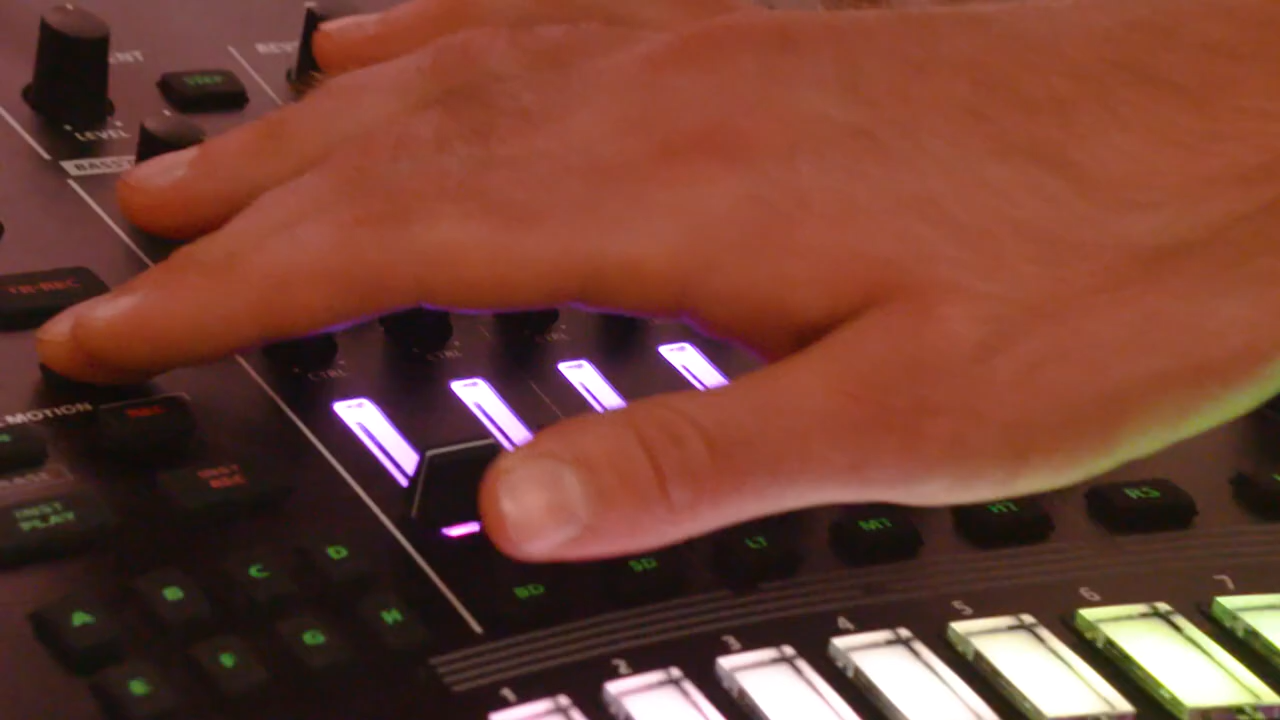 LEVEL
BASS
TR-REC
CTRL
CTRL
CTRL
MOTION
REC
INST
REC
INST
PLAY
A
B
C
D
E
F
G
H
BD
SD
LT
MT
HT
RS
1
2
3
4
5
6
7